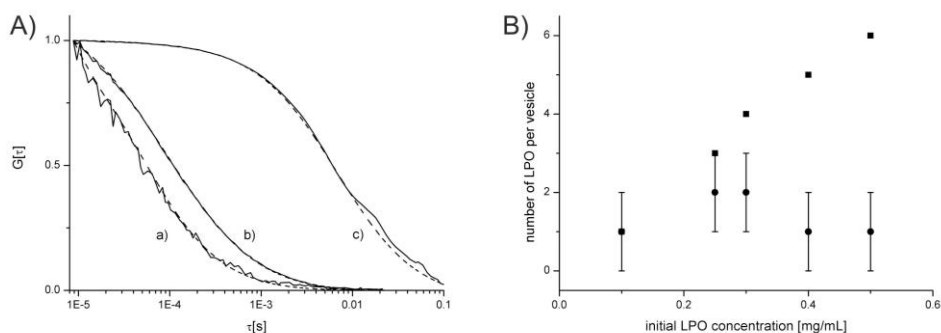 A)
1.0
0.5
0.0
G[τ]
a)
b)
c)
1E-5
1E-4
1E-3
0.01
0.1
τ[s]
B)
6
4
2
0
number of LPO per vesicle
0.0
0.2
0.4
0.6
initial LPO concentration [mg/mL]